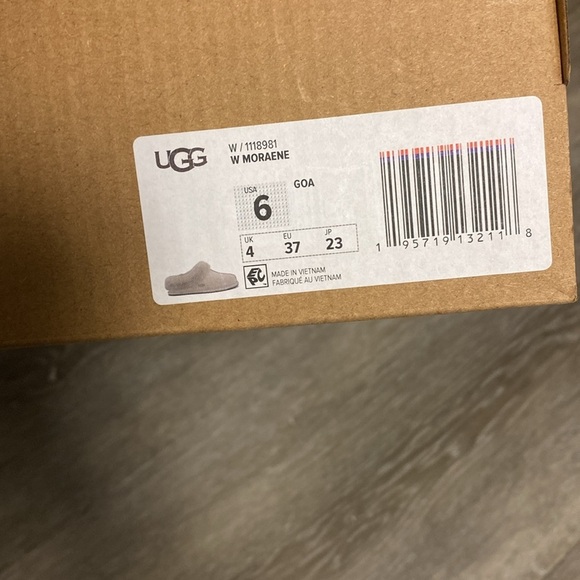 UGG
W / 1118981
W MORAENE
USA
6
GOA
UK EU JP
4 37 23
MADE IN VIETNAM
FABRIQUÉ AU VIETNAM
1 95719 13211 8